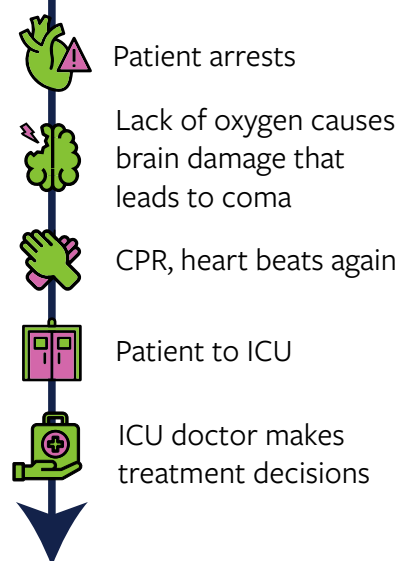 Patient arrests
Lack of oxygen causes
brain damage that
leads to coma
CPR, heart beats again
Patient to ICU
ICU doctor makes
treatment decisions